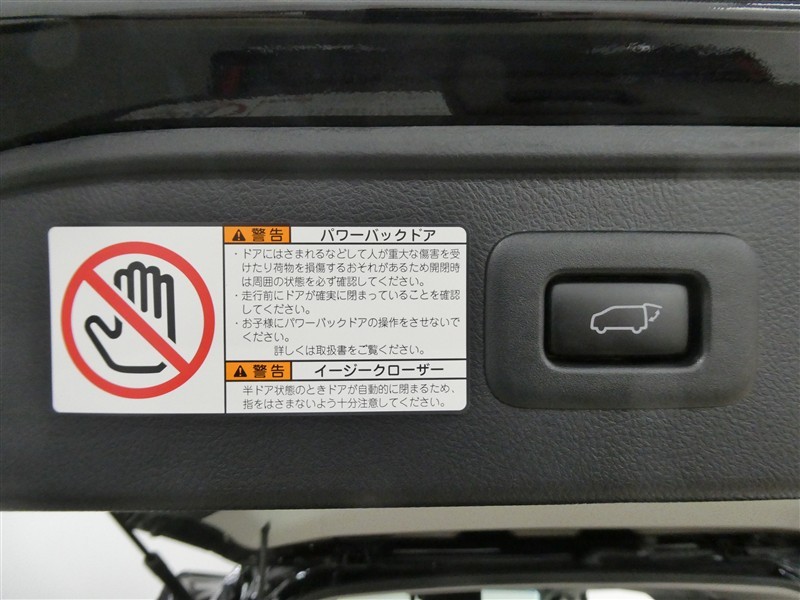 警告 パワーバックドア
・ドアにはさまれるなどして人が重大な傷害を受
けたり荷物を損傷するおそれがあるため開閉時
は周囲の状態を必ず確認してください。
・走行前にドアが確実に閉まっていることを確認
してください。
・お子様にパワーバックドアの操作をさせないで
ください。
詳しくは取扱書をご覧ください。
警告 イージークローザー
半ドア状態のときドアが自動的に閉まるため、
指をはさまないよう十分注意してください。